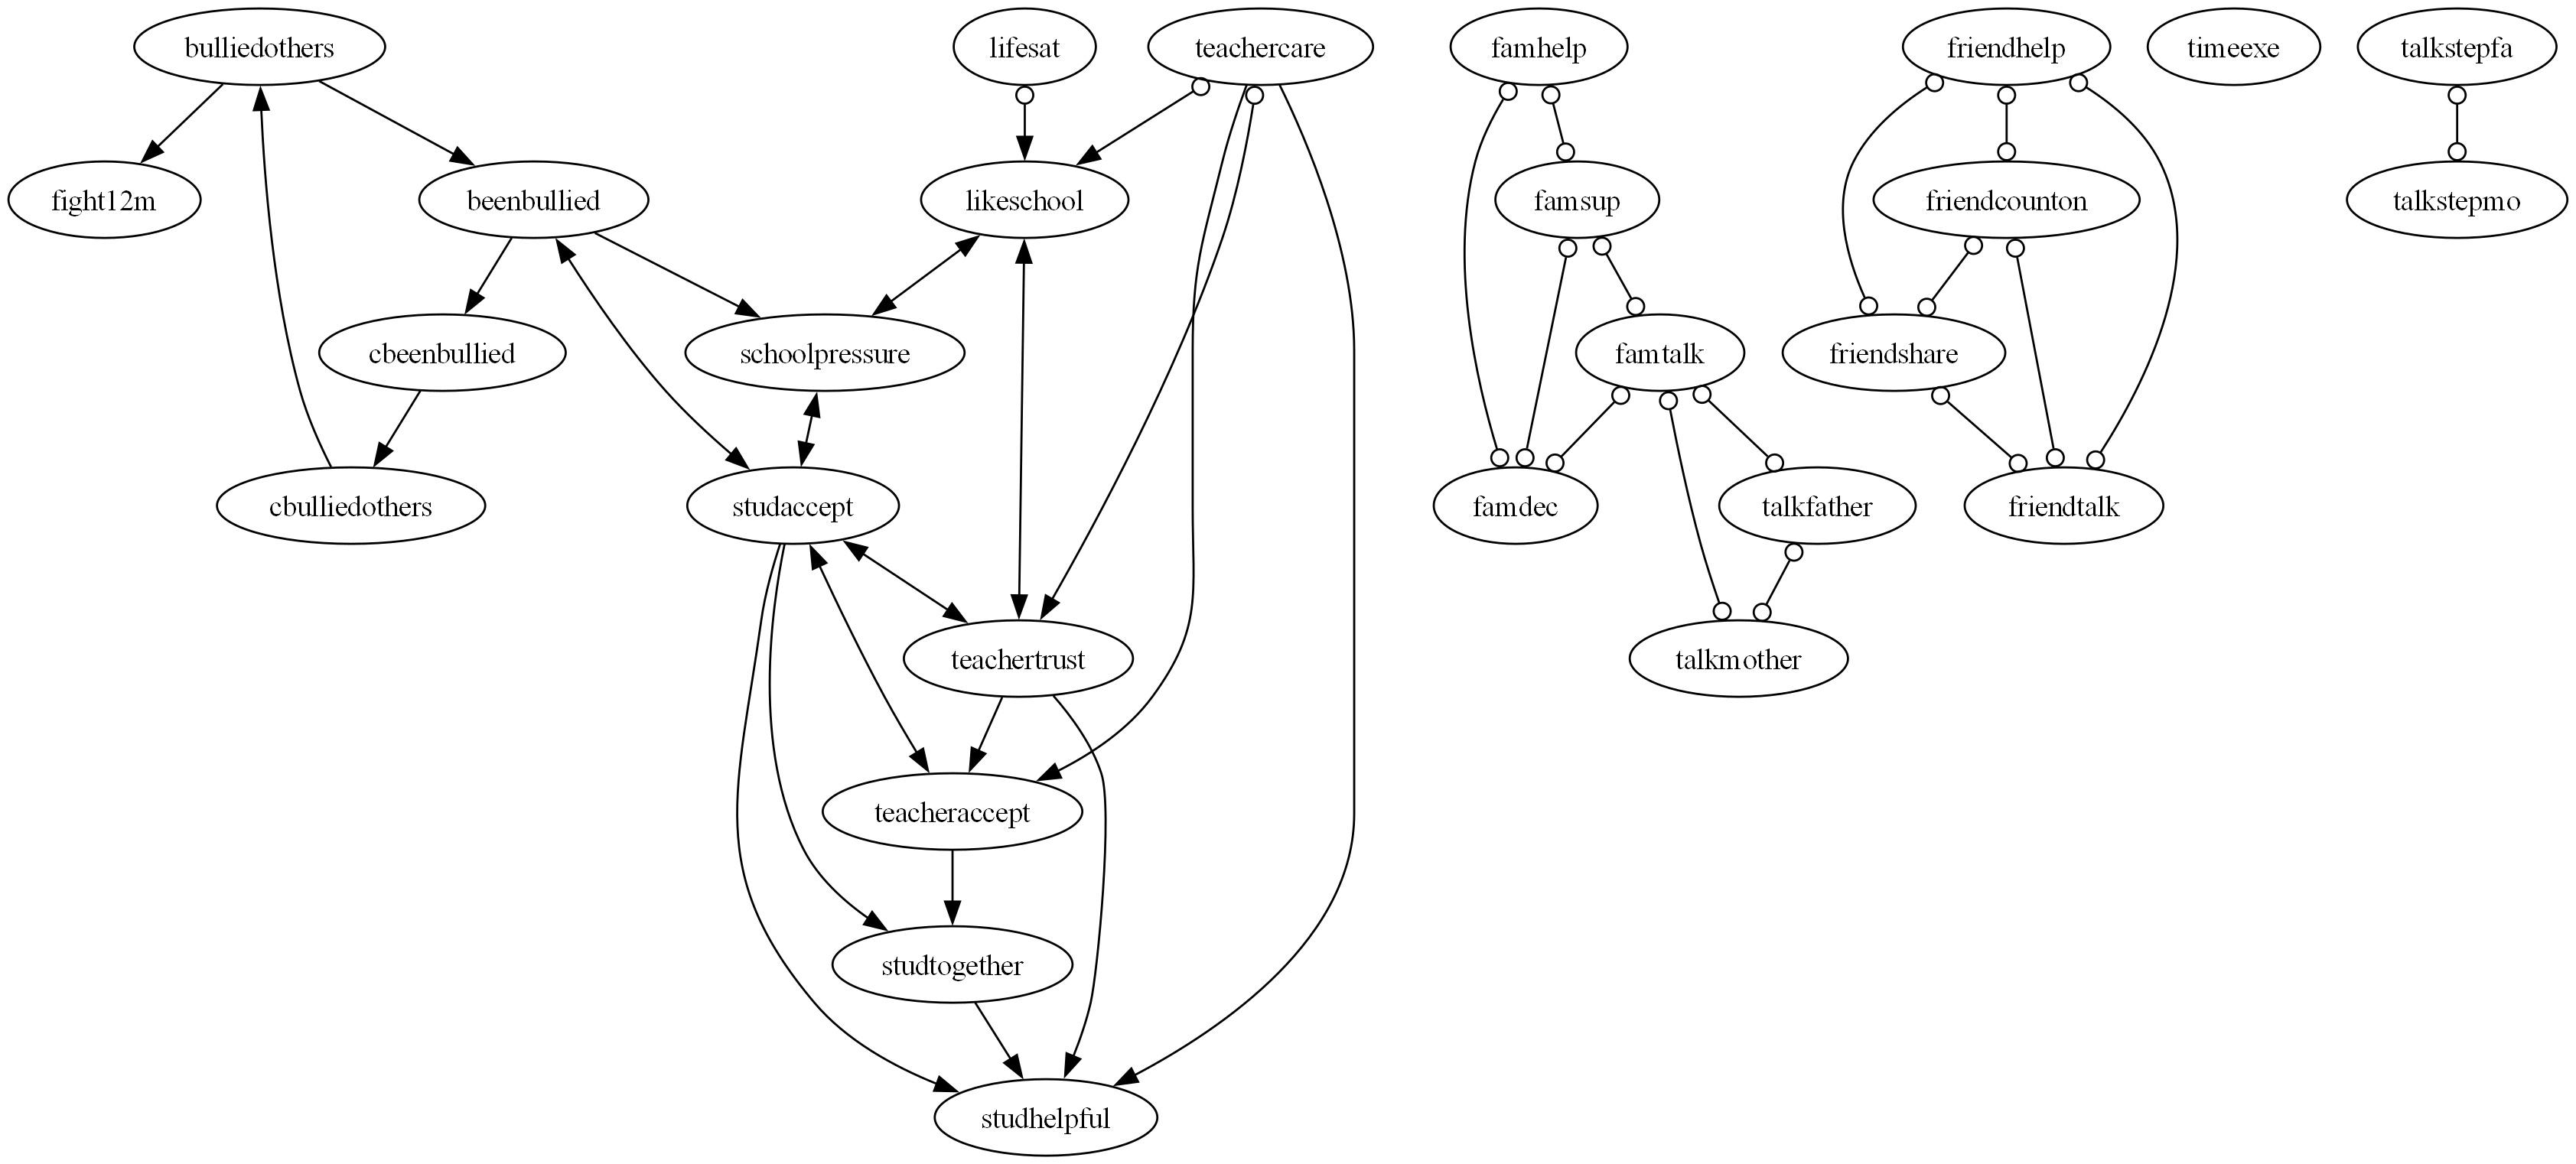 bulliedothers
lifesat
teachercare
famhelp
friendhelp
timeexe
talkstepfa
fight12m
beenbullied
likeschool
famsup
friendcounton
talkstepmo
cbeenbullied
schoolpressure
famtalk
friendshare
cbulliedothers
studaccept
famdec
talkfather
friendtalk
teachertrust
talkmother
teacheraccept
studtogether
studhelpful